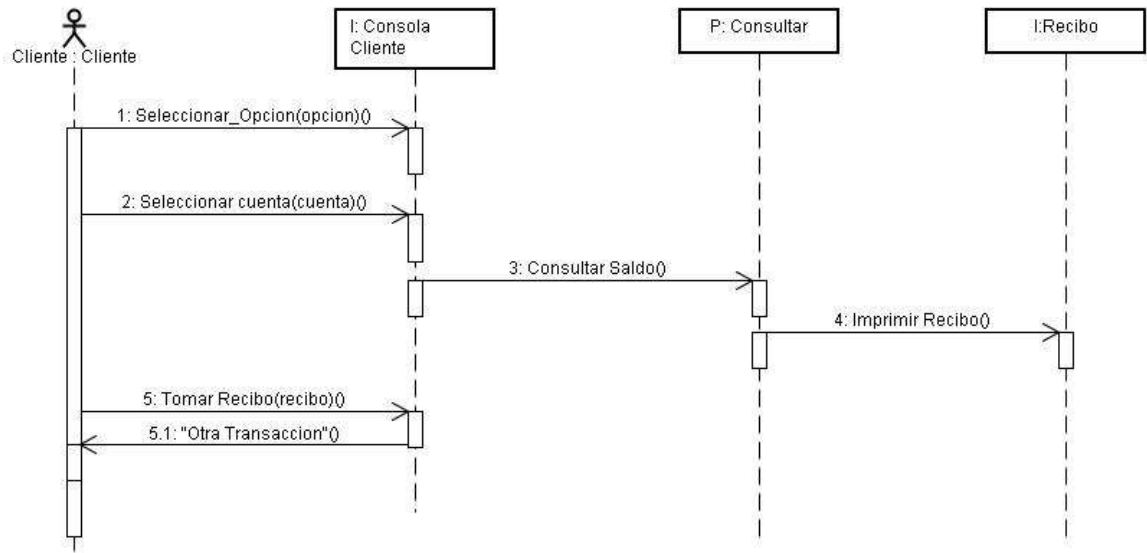 Cliente : Cliente
I: Consola
Cliente
P: Consultar
I:Recibo
1: Seleccionar_Opcion(opcion)()
2: Seleccionar cuenta(cuenta)()
3: Consultar Saldo()
4: Imprimir Recibo()
5: Tomar Recibo(recibo)()
5.1: "Otra Transaccion"()